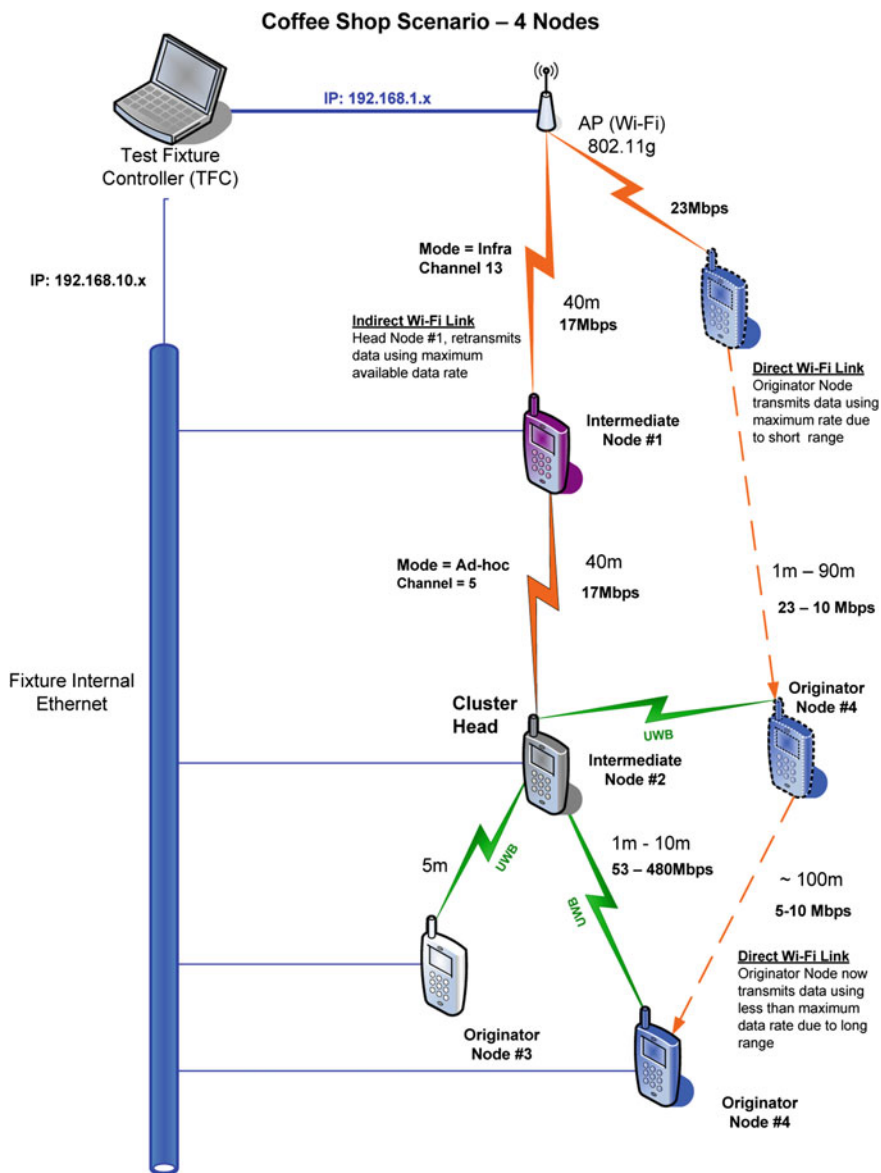 Coffee Shop Scenario – 4 Nodes
IP: 192.168.1.x
AP (Wi-Fi)
802.11g
Test Fixture
Controller (TFC)
23Mbps
Mode = Infra
Channel 13
IP: 192.168.10.x
40m
17Mbps
Indirect Wi-Fi Link
Head Node #1, retransmits
data using maximum
available data rate
Direct Wi-Fi Link
Originator Node
transmits data using
maximum rate due
to short range
Intermediate
Node #1
Mode = Ad-hoc
Channel = 5
40m
17Mbps
1m – 90m
23 – 10 Mbps
Fixture Internal
Ethernet
Cluster
Head
UWB
Originator
Node #4
Intermediate
Node #2
5m
UWB
1m - 10m
53 – 480Mbps
UWB
~ 100m
5-10 Mbps
Direct Wi-Fi Link
Originator Node now
transmits data using
less than maximum
data rate due to long
range
Originator
Node #3
Originator
Node #4